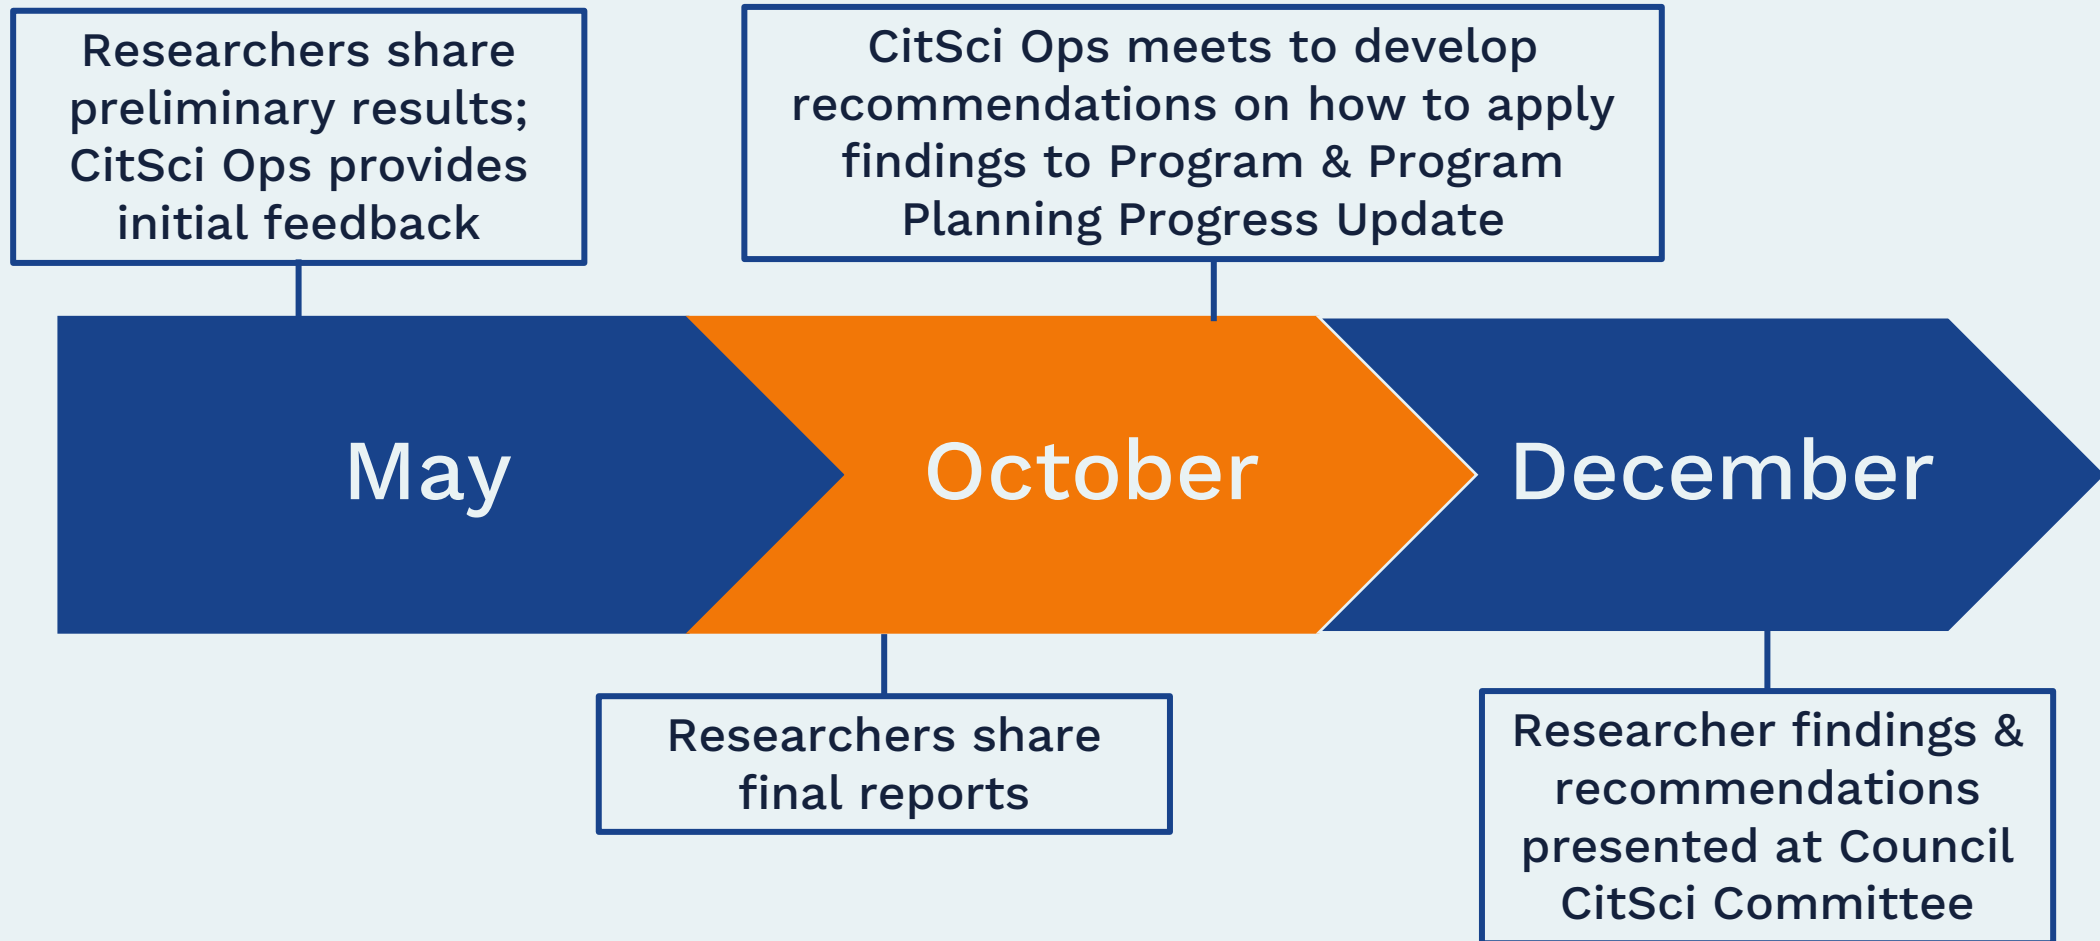 Researchers share
preliminary results;
CitSci Ops provides
initial feedback
CitSci Ops meets to develop
recommendations on how to apply
findings to Program & Program
Planning Progress Update
May
October
December
Researchers share
final reports
Researcher findings &
recommendations
presented at Council
CitSci Committee